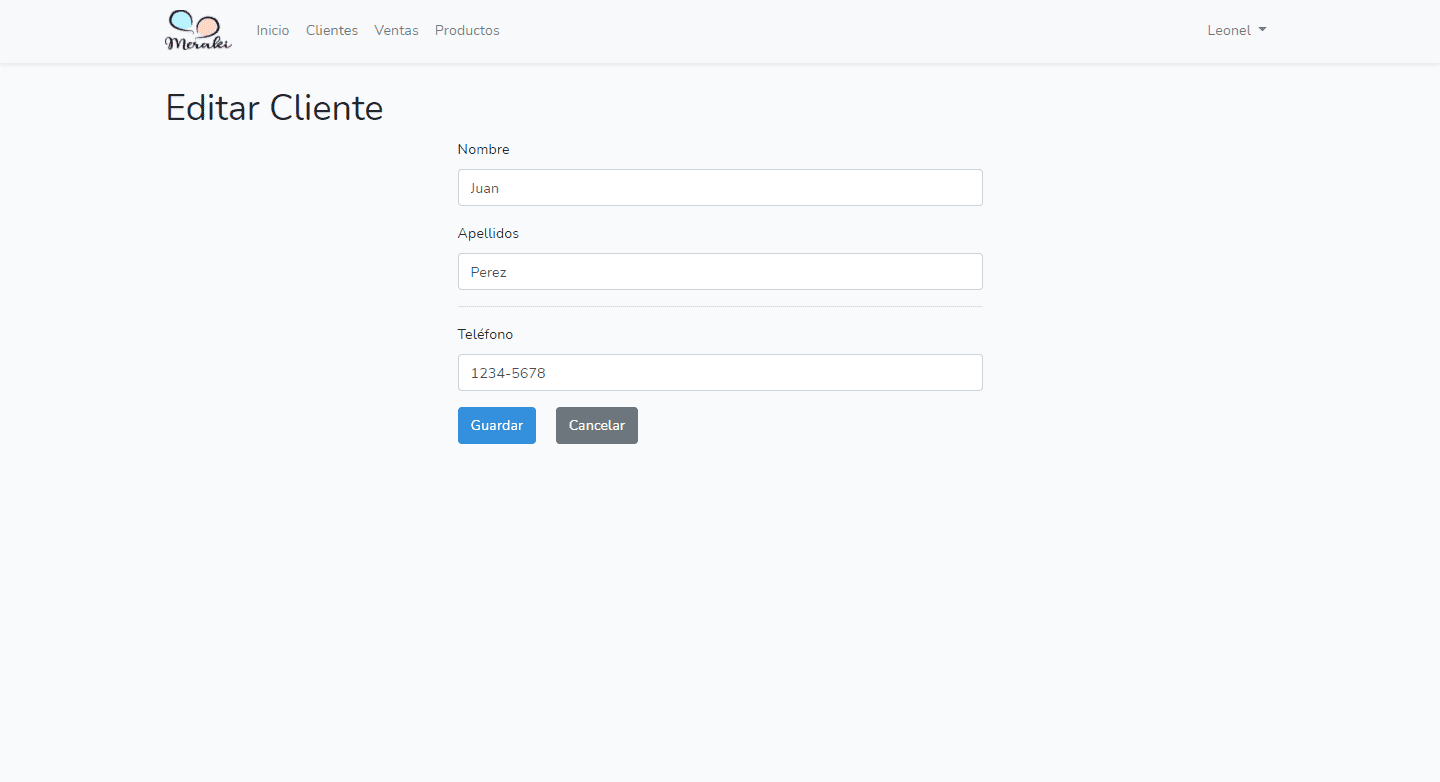 Meraki Inicio Clientes Ventas Productos Leonel
Editar Cliente
Nombre
Juan
Apellidos
Perez
Teléfono
1234-5678
Guardar Cancelar